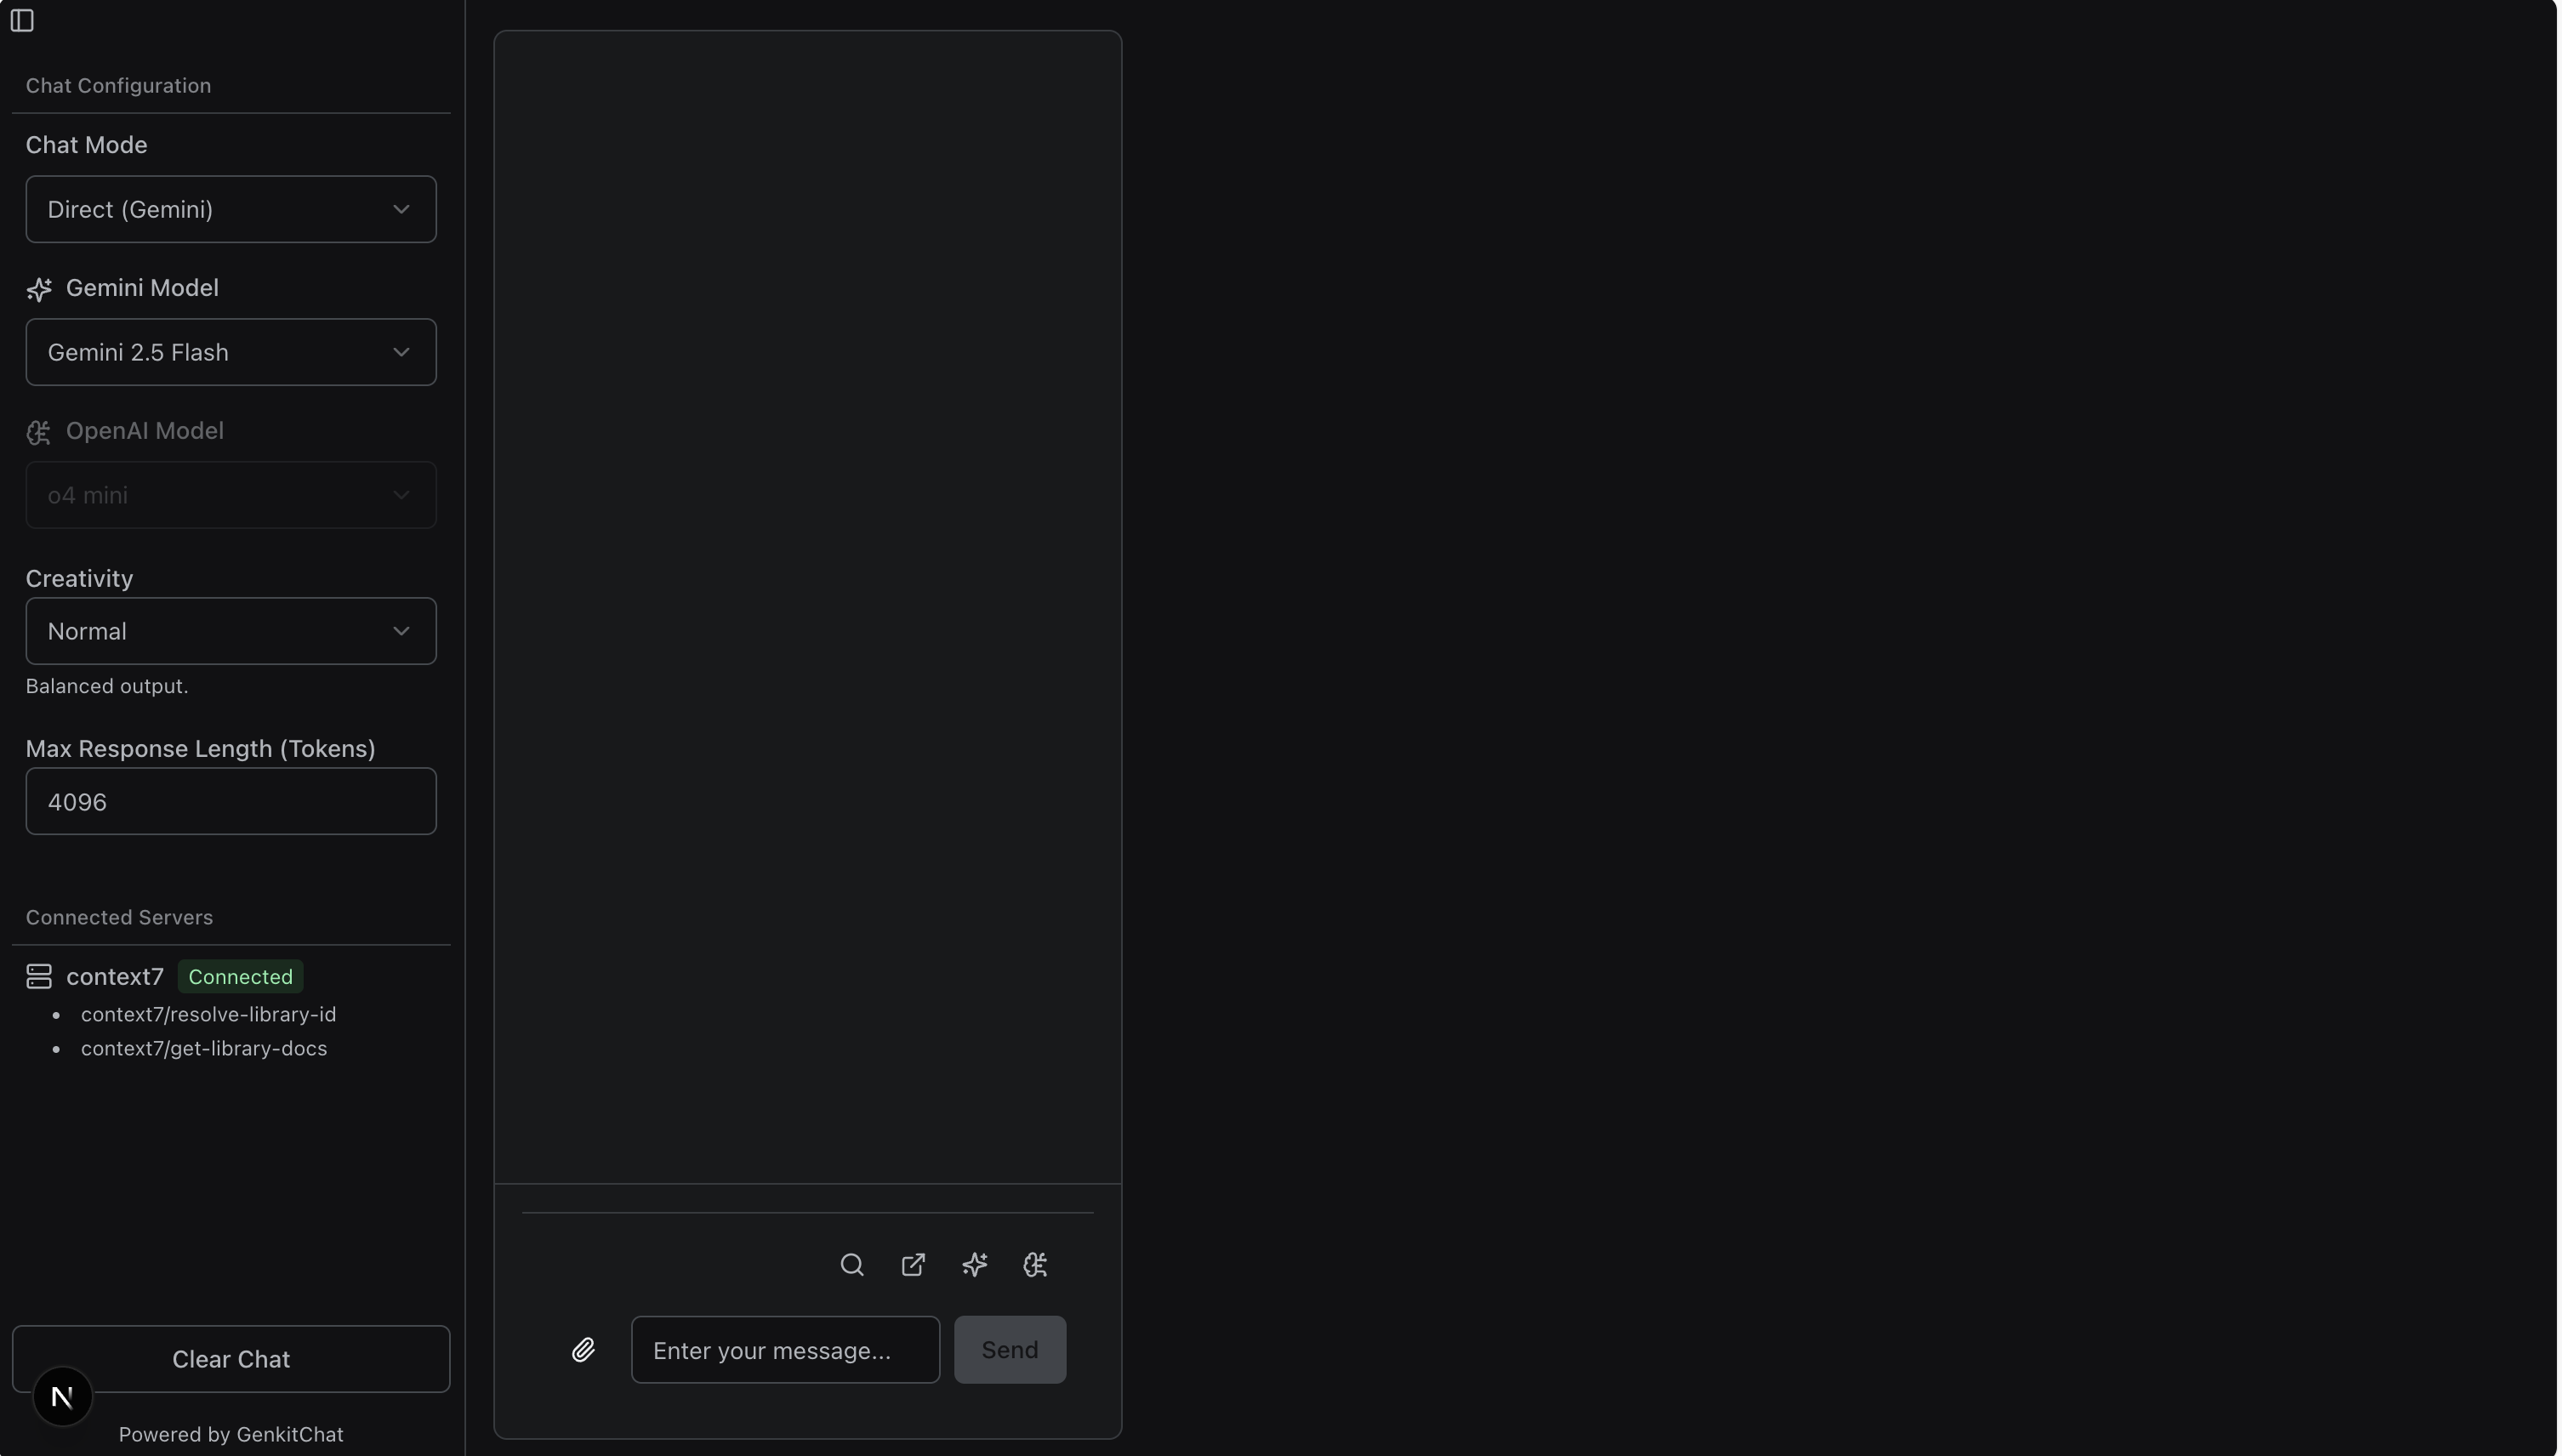 Chat Configuration
Chat Mode
Direct (Gemini)
Gemini Model
Gemini 2.5 Flash
OpenAI Model
o4 mini
Creativity
Normal
Balanced output.
Max Response Length (Tokens)
4096
Connected Servers
context7 Connected
context7/resolve-library-id
context7/get-library-docs
Clear Chat
N
Powered by GenkitChat
Enter your message...
Send